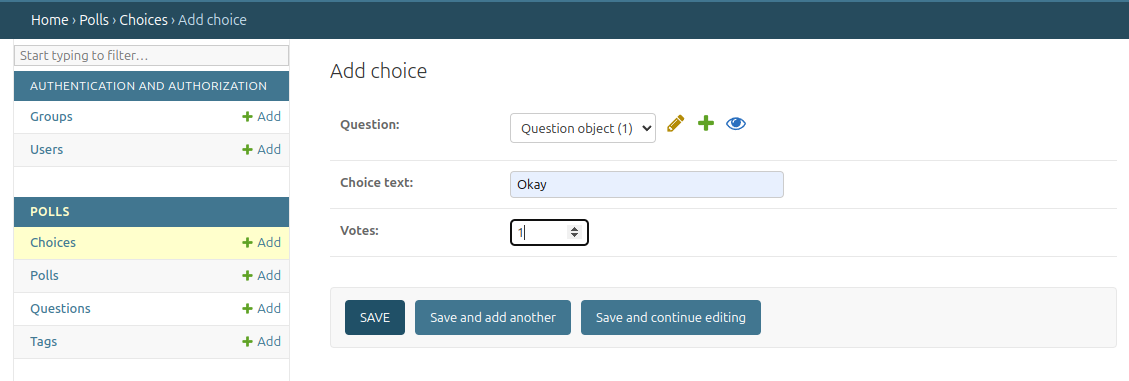 Home › Polls › Choices › Add choice
Start typing to filter…
AUTHENTICATION AND AUTHORIZATION
Groups Add
Users Add
POLLS
Choices Add
Polls Add
Questions Add
Tags Add
Add choice
Question: Question object (1)
Choice text: Okay
Votes: 1
SAVE Save and add another Save and continue editing